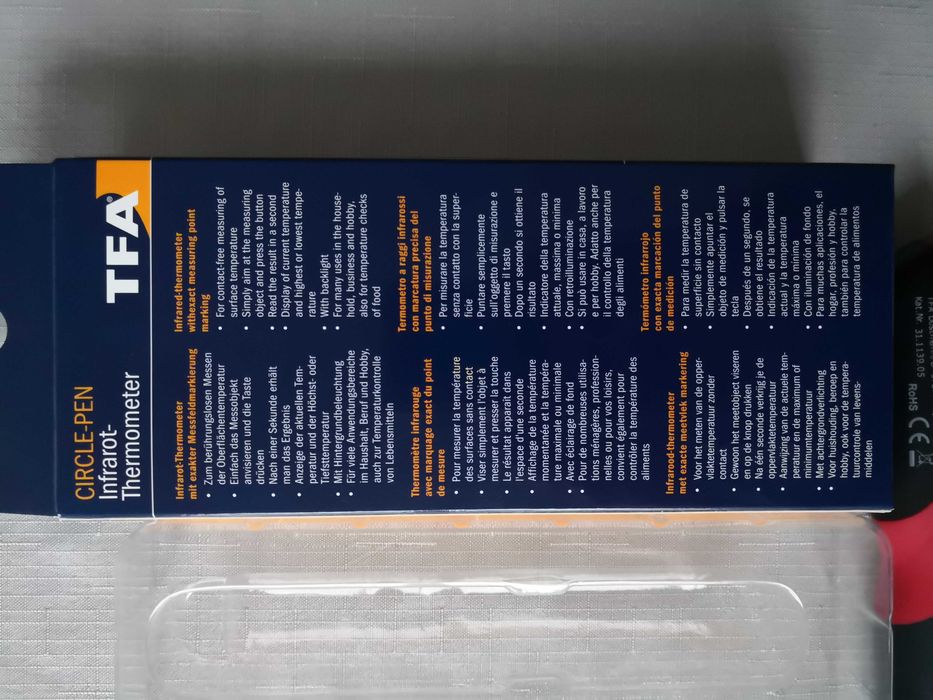 CIRCLE-PEN
Infrarot-
Thermometer
TFA®
Infrarot-Thermometer
mit exakter Messfeldmarkierung
• Zum berührungslosen Messen
der Oberflächentemperatur
• Einfach das Messobjekt
anvisieren und die Taste
drücken
• Nach einer Sekunde erhält
man das Ergebnis
• Anzeige der aktuellen Tem-
peratur und der Höchst- oder
Tiefsttemperatur
• Mit Hintergrundbeleuchtung
• Für viele Anwendungsbereiche
im Haushalt, Beruf und Hobby,
auch zur Temperaturkontrolle
von Lebensmitteln
Infrared-thermometer
withexact measuring point
marking
• For contact-free measuring of
surface temperature
• Simply aim at the measuring
object and press the button
• Read the result in a second
• Display of current temperature
and highest or lowest tempe-
rature
• With backlight
• For many uses in the house-
hold, business and hobby,
also for temperature checks
of food
Thermomètre infrarouge
avec marquage exact du point
de mesure
• Pour mesurer la température
des surfaces sans contact
• Viser simplement l'objet à
mesurer et presser la touche
• Le résultat apparaît dans
l'espace d'une seconde
• Affichage de la température
momentanée et la tempéra-
ture maximale ou minimale
• Avec éclairage de fond
• Pour de nombreuses utilisa-
tions ménagères, profession-
nelles ou pour vos loisirs,
convient également pour
contrôler la température des
aliments
Termometro a raggi infrarossi
con marcatura precisa del
punto di misurazione
• Per misurare la temperatura
senza contatto con la super-
ficie
• Puntare semplicemente
sull'oggetto di misurazione e
premere il tasto
• Dopo un secondo si ottiene il
risultato
• Indicatore della temperatura
attuale, massima o minima
• Con retroilluminazione
• Si può usare in casa, a lavoro
e per hobby. Adatto anche per
il controllo della temperatura
degli alimenti
Infrarood-thermometer
met exacte meetvlek markering
• Voor het meten van de opper-
vlaktetemperatuur zonder
contact
• Gewoon het meetobject viseren
en op de knop drukken
• Na één seconde verkrijg je de
oppervlaktetemperatuur
• Aanwijzing van de actuele tem-
peratuur en de maximum of
minimumtemperatuur
• Met achtergrondverlichting
• Voor huishouding, beroep en
hobby, ook voor de tempera-
tuurcontrole van levens-
middelen
Termómetro infrarrojo
con exacta marcación del punto
de medición
• Para medir la temperatura de
superficie sin contacto
• Simplemente apuntar el
objeto de medición y pulsar la
tecla
• Después de un segundo, se
obtiene el resultado
• Indicación de la temperatura
actual y la temperatura
máxima o mínima
• Con iluminación de fondo
• Para muchas aplicaciones, el
hogar, profesión y hobby,
también para controlar la
temperatura de alimentos
Kat.Nr. 31.1139.05
CE RoHS